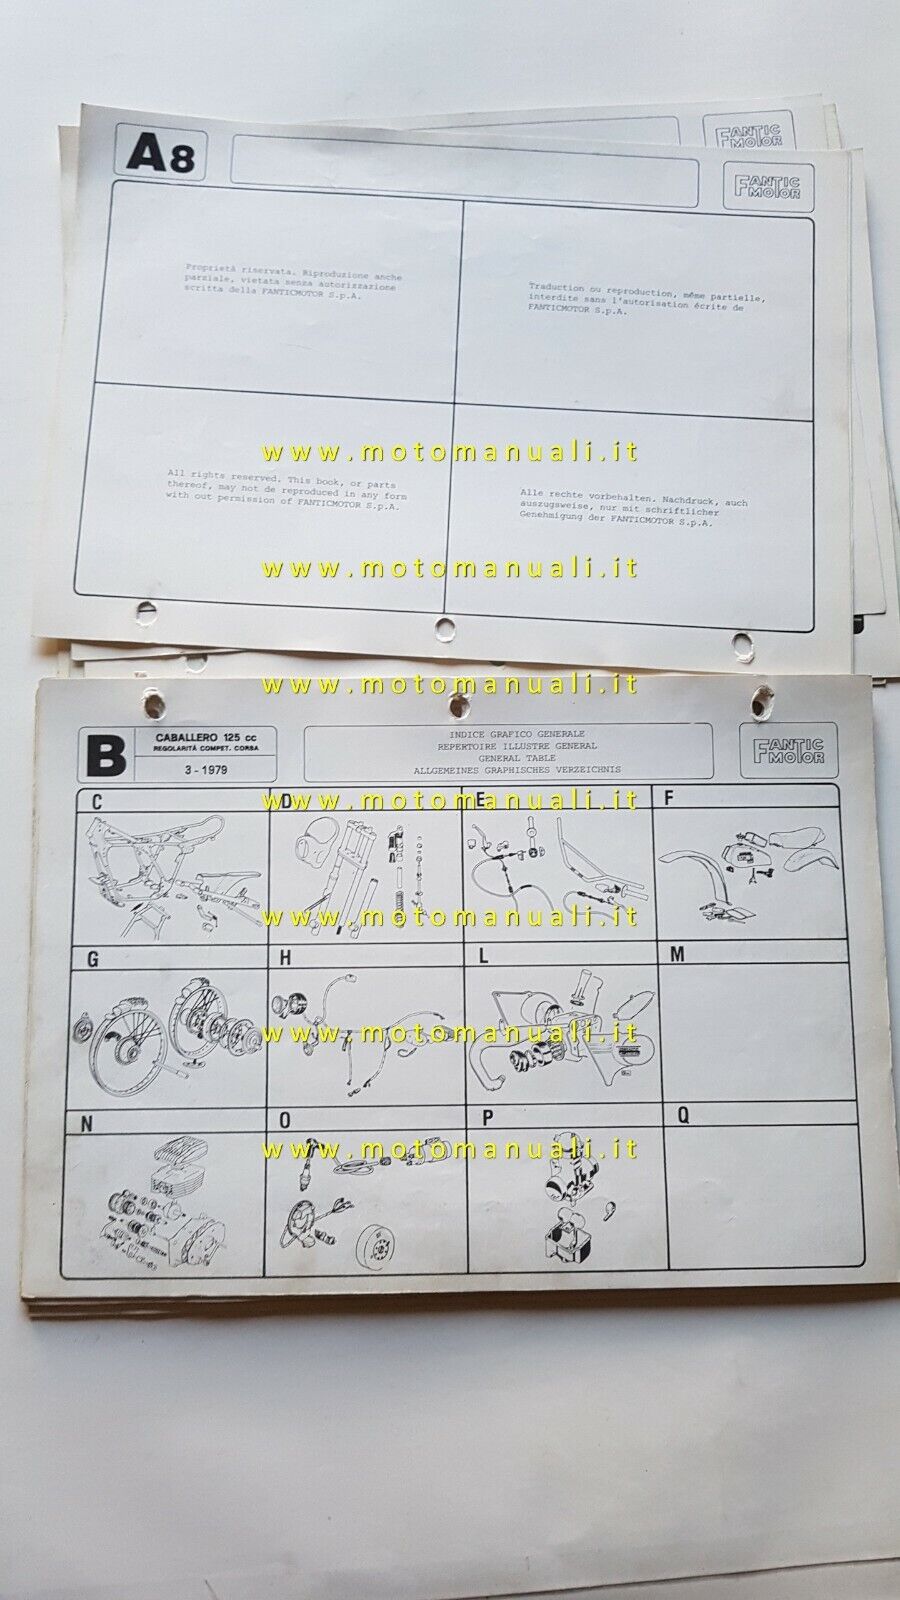 FANTIC
MOTOR
A8
FANTIC
MOTOR
Proprietà riservata. Riproduzione anche
parziale, vietata senza autorizzazione
scritta della FANTICMOTOR S.p.A.
Traduction ou reproduction, même partielle,
interdite sans l'autorisation écrite de
FANTICMOTOR S.p.A.
www.motomanuali.it
All rights reserved. This book, or parts
thereof, may not de reproduced in any form
with out permission of FANTICMOTOR S.p.A.
Alle rechte vorbehalten. Nachdruck, auch
auszugsweise, nur mit schriftlicher
Genehmigung der FANTICMOTOR S.p.A.
www.motomanuali.it
www.motomanuali.it
B
CABALLERO 125 cc
REGOLARITÀ COMPET. CORSA
3-1979
INDICE GRAFICO GENERALE
REPERTOIRE ILLUSTRE GENERAL
GENERAL TABLE
ALLGEMEINES GRAPHISCHES VERZEICHNIS
FANTIC
MOTOR
C D E F
www.motomanuali.it
www.motomanuali.it
G H L M
www.motomanuali.it
N O P Q
www.motomanuali.it